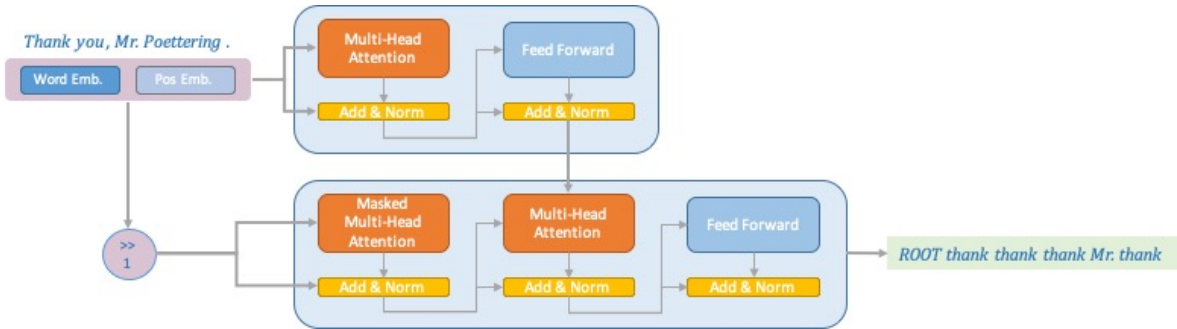 Thank you, Mr. Poettering .
Word Emb.
Pos Emb.
Multi-Head
Attention
Add & Norm
Feed Forward
Add & Norm
>>
1
Masked
Multi-Head
Attention
Add & Norm
Multi-Head
Attention
Add & Norm
Feed Forward
Add & Norm
ROOT thank thank thank Mr. thank